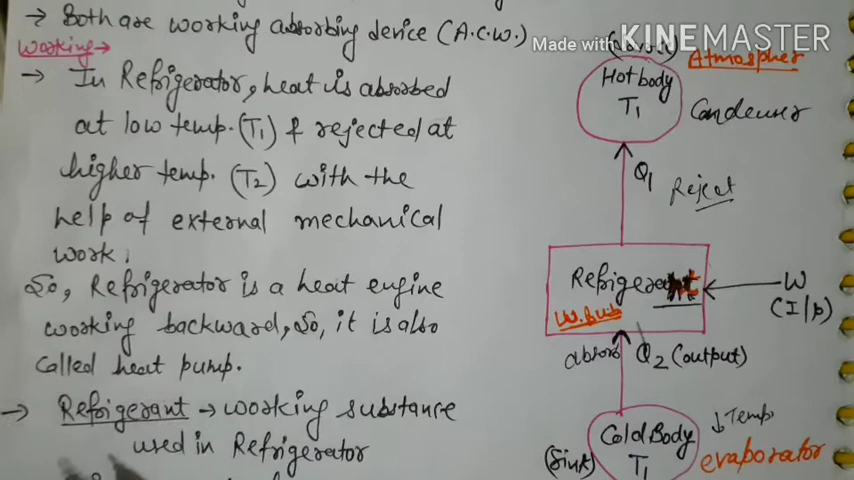 → Both are working absorbing device (A.C.W.)
Working →
→ In Refrigerator, heat is absorbed
at low temp. (T1) & rejected at
higher temp. (T2) with the
help of external mechanical
work.
So, Refrigerator is a heat engine
working backward, So, it is also
called heat pump.
→ Refrigerant → working substance
used in Refrigerator
Made with KINEMASTER
Atmospher
Hot body
T1
Condenser
Q1
Reject
Refrigerant
W.Sub
W
(I/p)
absorb
Q2 (output)
Cold Body
T1
(Sink)
↓Temp
evaporator